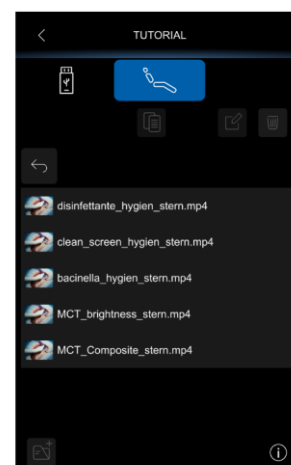 TUTORIAL
disinfettante_hygien_stern.mp4
clean_screen_hygien_stern.mp4
bacinella_hygien_stern.mp4
MCT_brightness_stern.mp4
MCT_Composite_stern.mp4